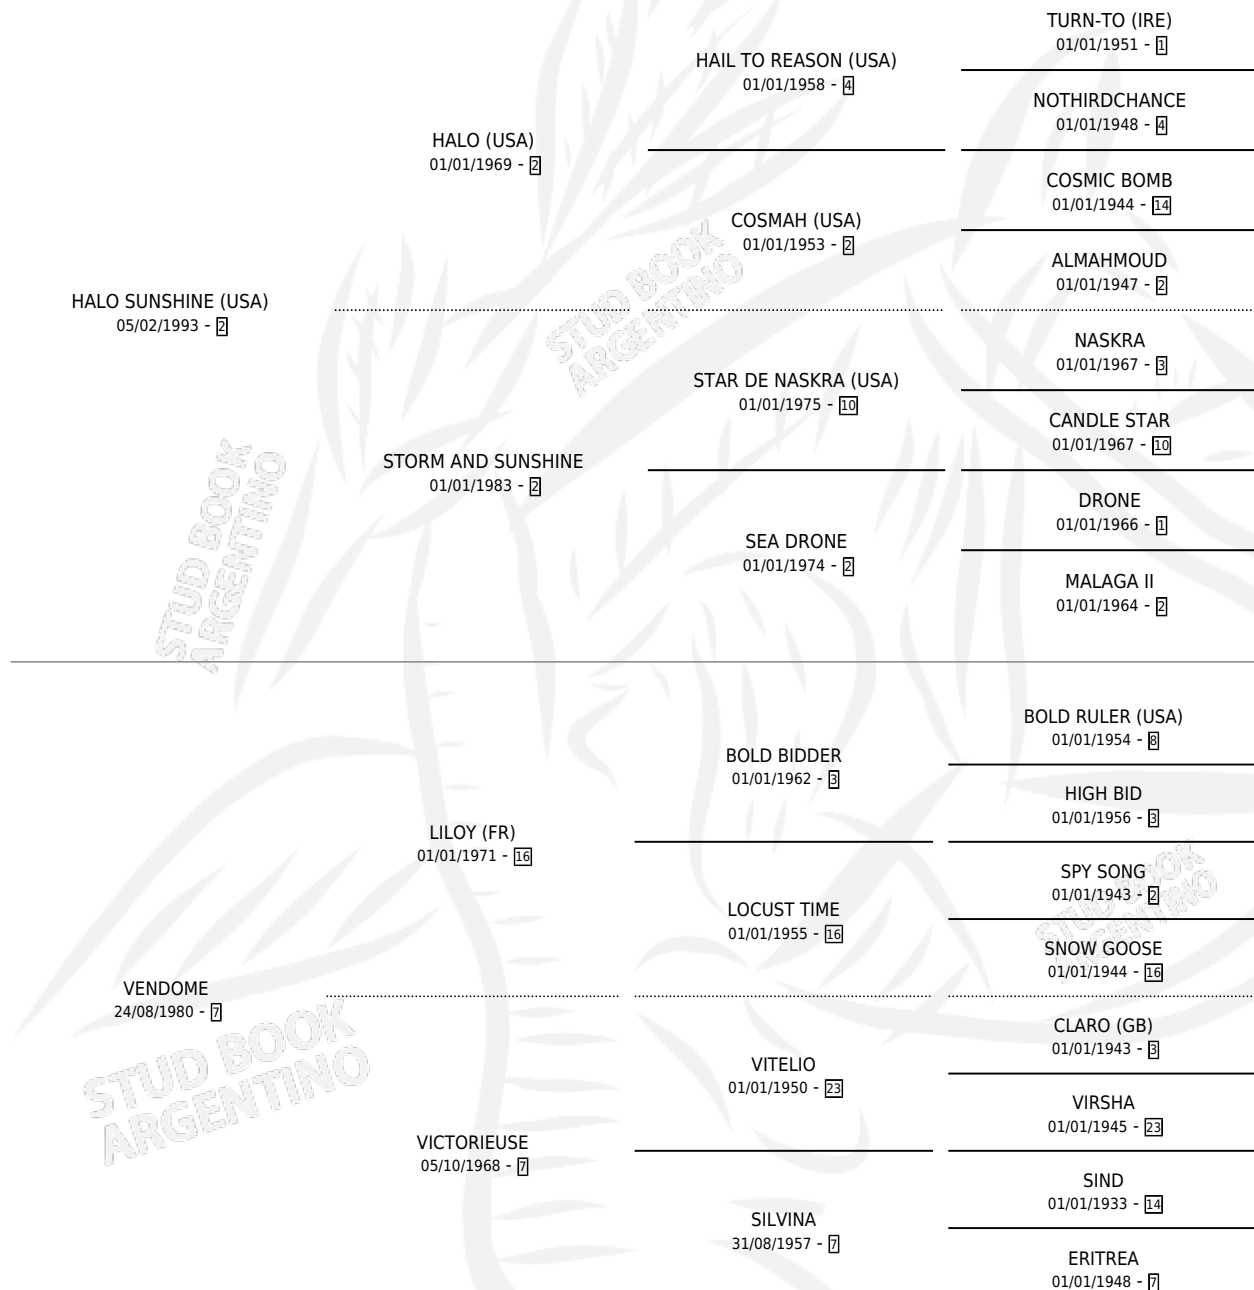 TURN-TO (IRE)
01/01/1951 - 1
HAIL TO REASON (USA)
01/01/1958 - 4
NOTHIRDCHANCE
01/01/1948 - 4
HALO (USA)
01/01/1969 - 2
COSMIC BOMB
01/01/1944 - 14
COSMAH (USA)
01/01/1953 - 2
ALMAHMOUD
01/01/1947 - 2
HALO SUNSHINE (USA)
05/02/1993 - 2
NASKRA
01/01/1967 - 3
STAR DE NASKRA (USA)
01/01/1975 - 10
CANDLE STAR
01/01/1967 - 10
STORM AND SUNSHINE
01/01/1983 - 2
DRONE
01/01/1966 - 1
SEA DRONE
01/01/1974 - 2
MALAGA II
01/01/1964 - 2
BOLD RULER (USA)
01/01/1954 - 8
BOLD BIDDER
01/01/1962 - 3
HIGH BID
01/01/1956 - 3
LILOY (FR)
01/01/1971 - 16
SPY SONG
01/01/1943 - 2
LOCUST TIME
01/01/1955 - 16
SNOW GOOSE
01/01/1944 - 16
VENDOME
24/08/1980 - 7
CLARO (GB)
01/01/1943 - 3
VITELIO
01/01/1950 - 23
VIRSHA
01/01/1945 - 23
VICTORIEUSE
05/10/1968 - 7
SIND
01/01/1933 - 14
SILVINA
31/08/1957 - 7
ERITREA
01/01/1948 - 7
STUD BOOK
ARGENTINO
STUD BOOK
ARGENTINO
STUD BOOK
ARGENTINO
STUD BOOK
ARGENTINO